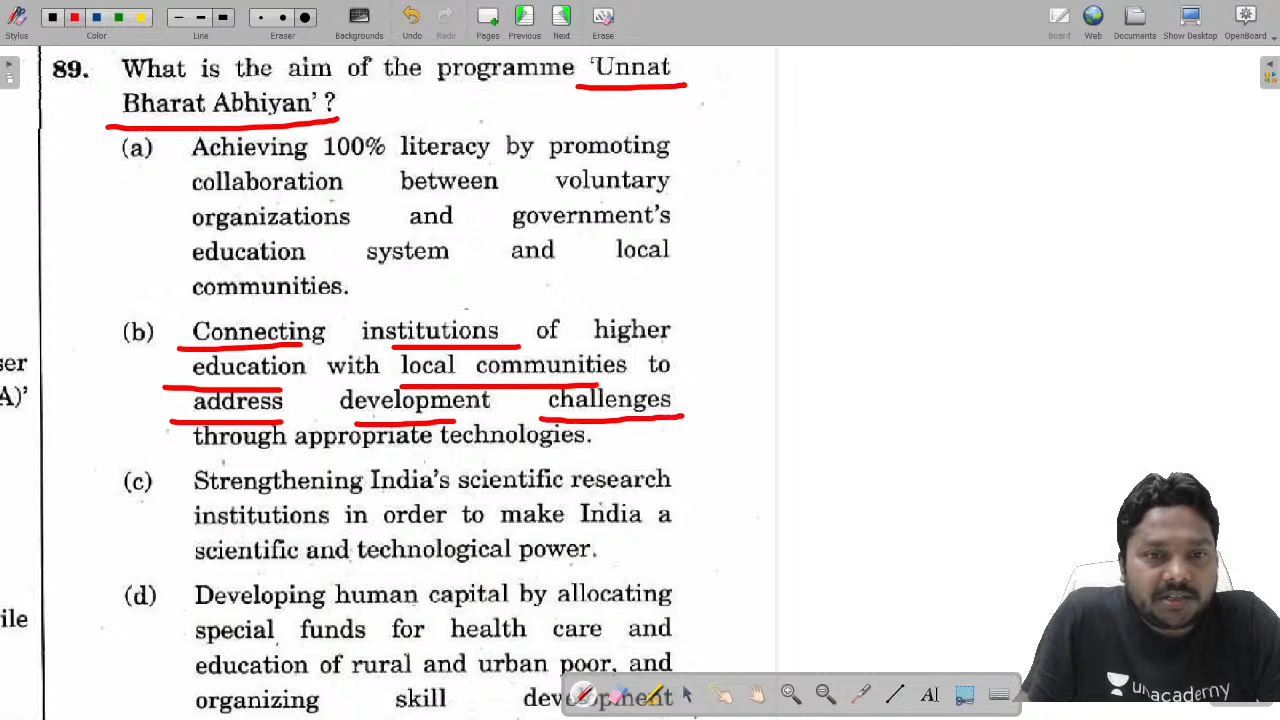 Stylus
Color
Line
Eraser
Backgrounds
Undo
Redo
Pages
Previous
Next
Erase
Board
Web
Documents
Show Desktop
OpenBoard
89. What is the aim of the programme 'Unnat
Bharat Abhiyan' ?
(a) Achieving 100% literacy by promoting
collaboration between voluntary
organizations and government's
education system and local
communities.
(b) Connecting institutions of higher
education with local communities to
address development challenges
through appropriate technologies.
(c) Strengthening India's scientific research
institutions in order to make India a
scientific and technological power.
(d) Developing human capital by allocating
special funds for health care and
education of rural and urban poor, and
organizing skill development
ser
A)'
ile
unacademy